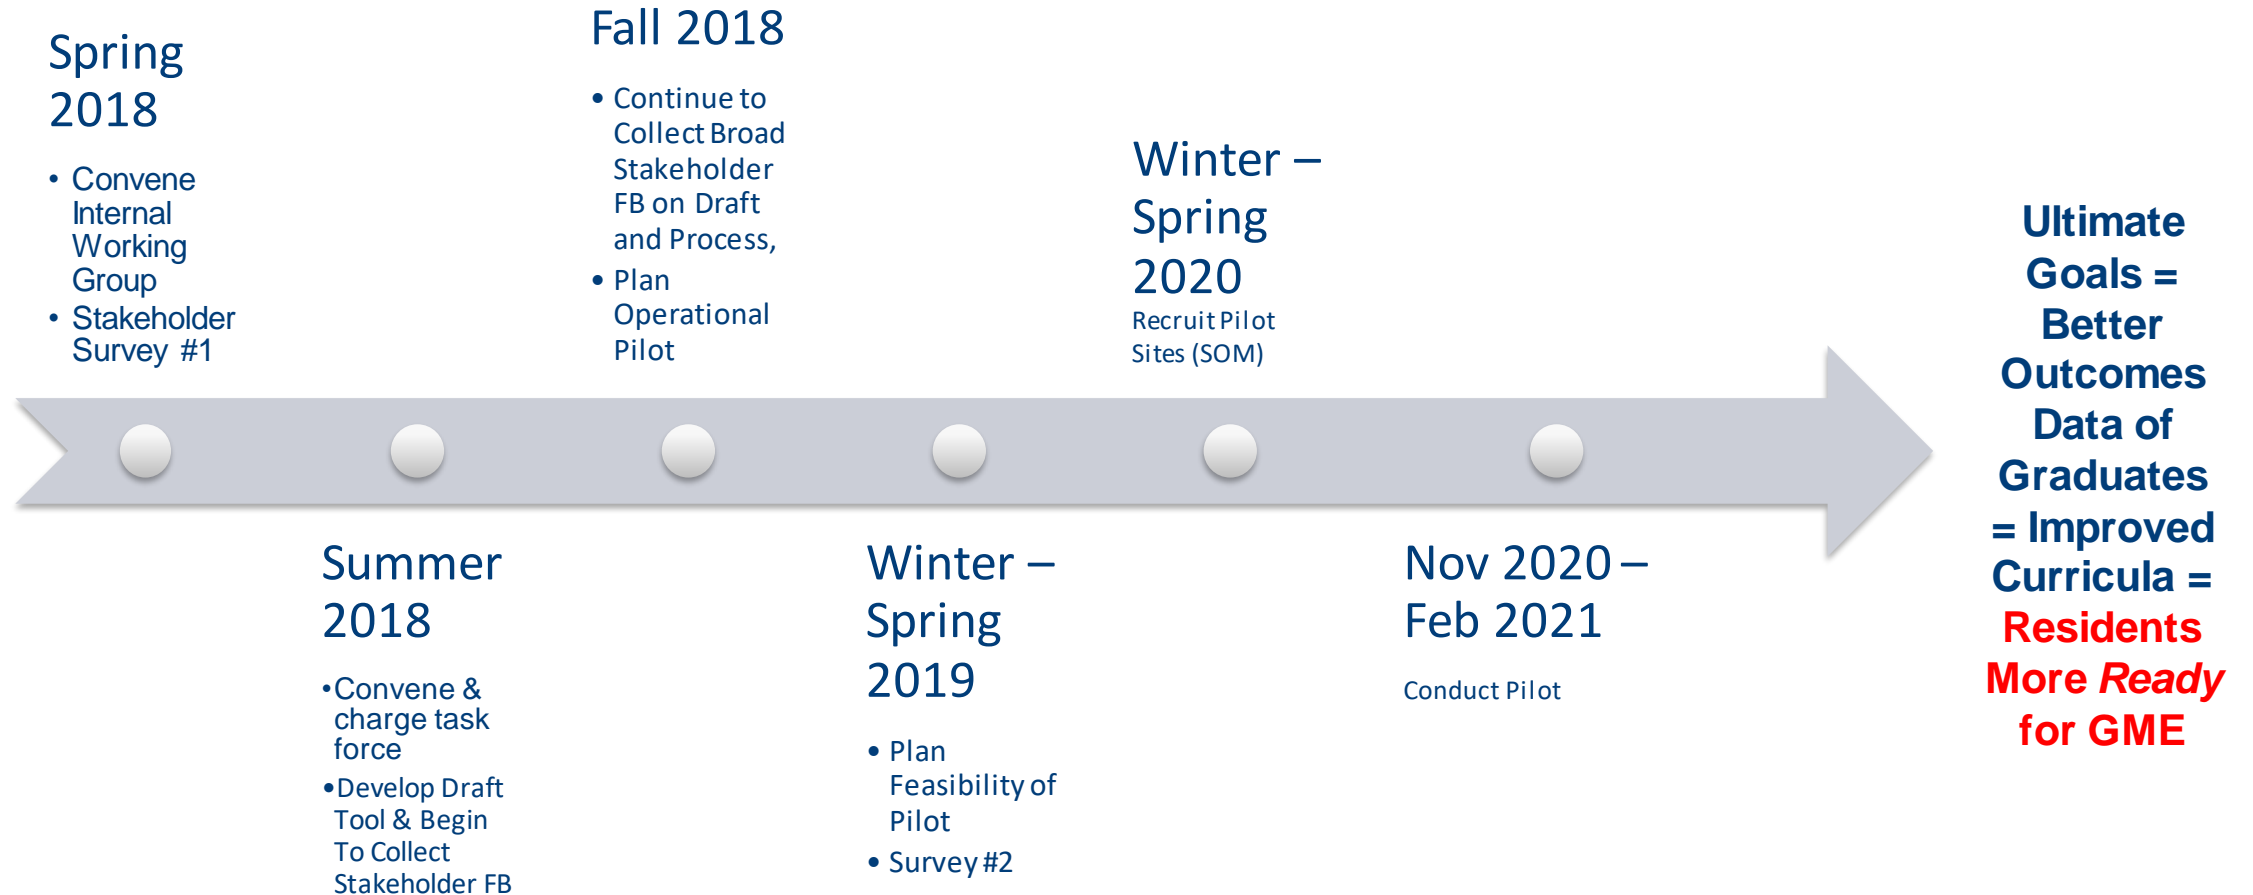 Spring
2018
• Convene
Internal
Working
Group
• Stakeholder
Survey #1
Summer
2018
•Convene &
charge task
force
•Develop Draft
Tool & Begin
To Collect
Stakeholder FB
Fall 2018
• Continue to
Collect Broad
Stakeholder
FB on Draft
and Process,
• Plan
Operational
Pilot
Winter –
Spring
2019
• Plan
Feasibility of
Pilot
• Survey #2
Winter –
Spring
2020
Recruit Pilot
Sites (SOM)
Nov 2020 –
Feb 2021
Conduct Pilot
Ultimate
Goals =
Better
Outcomes
Data of
Graduates
= Improved
Curricula =
Residents
More Ready
for GME